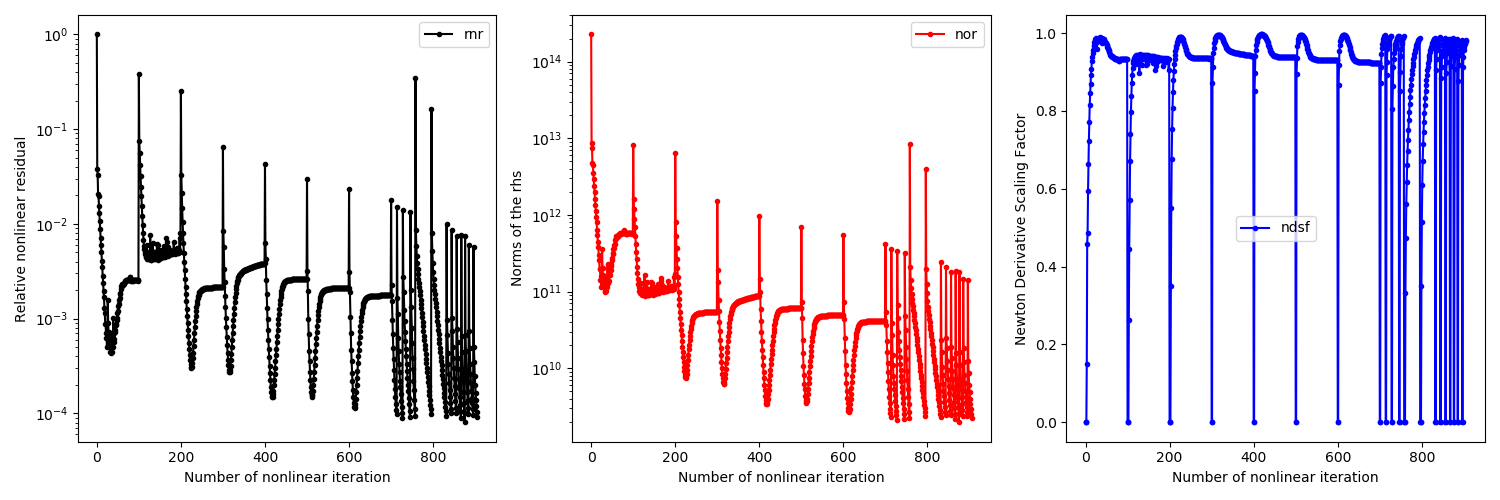 rnr
10^0
10^-1
10^-2
10^-3
10^-4
Relative nonlinear residual
0 200 400 600 800
Number of nonlinear iteration
nor
10^14
10^13
10^12
10^11
10^10
Norms of the rhs
0 200 400 600 800
Number of nonlinear iteration
1.0
0.8
0.6
0.4
0.2
0.0
Newton Derivative Scaling Factor
ndsf
0 200 400 600 800
Number of nonlinear iteration